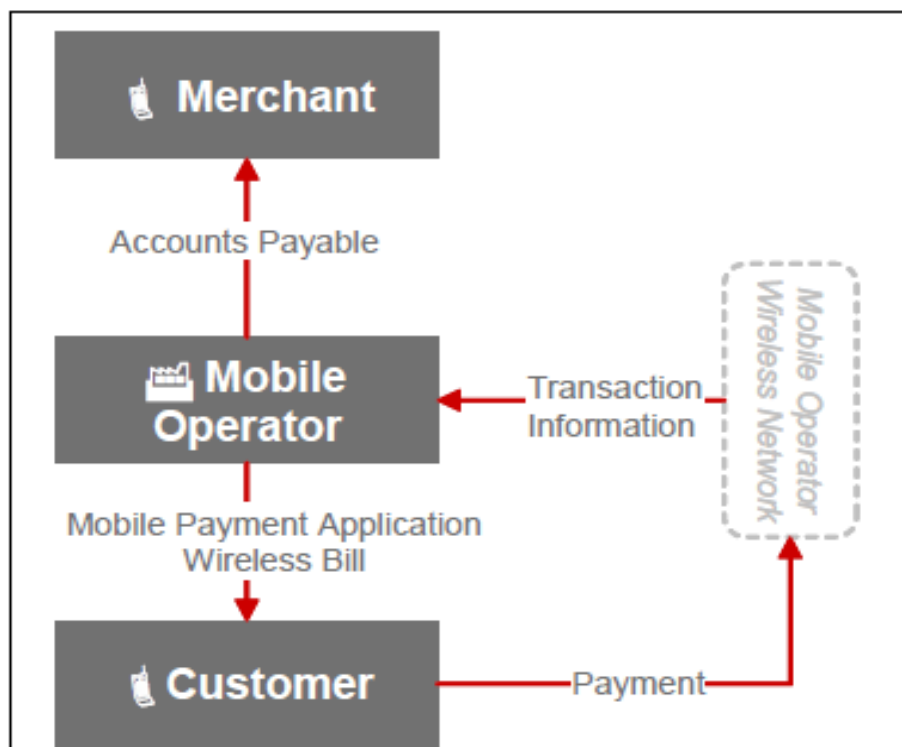 Merchant
Accounts Payable
Mobile
Operator
Transaction
Information
Mobile Operator
Wireless Network
Mobile Payment Application
Wireless Bill
Customer
Payment